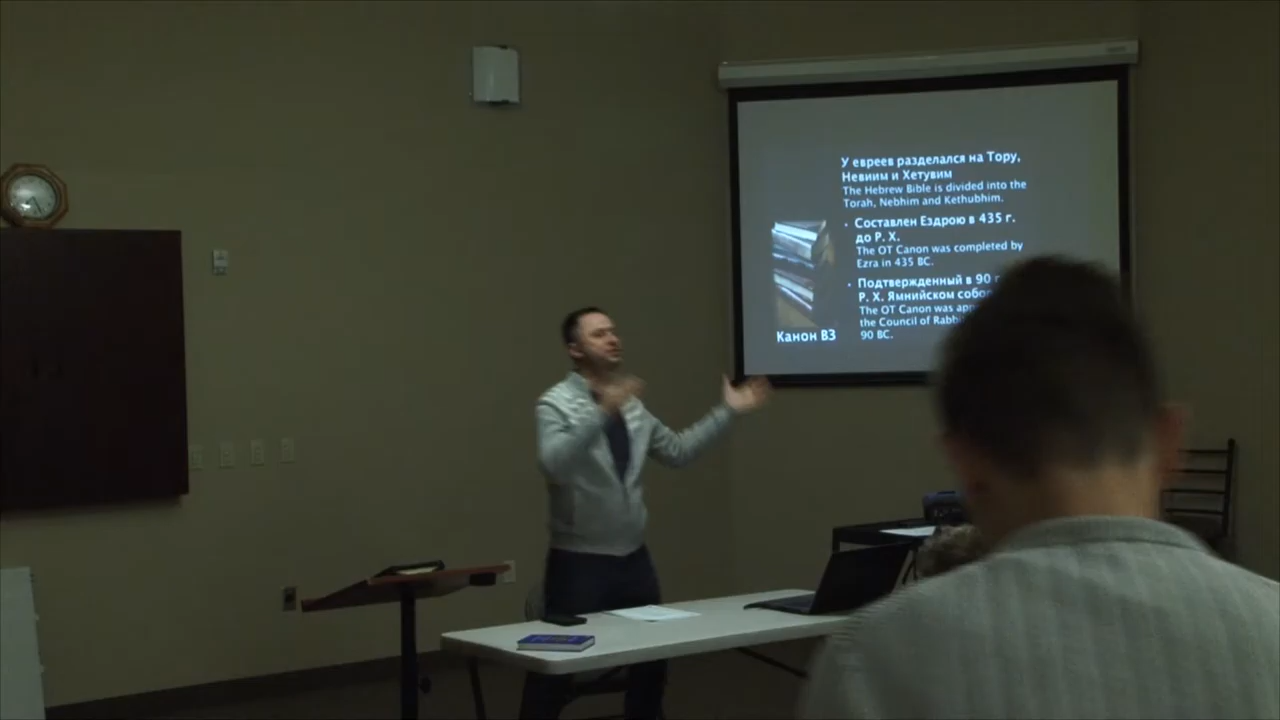 У евреев разделался на Тору,
Невиим и Хетувим
The Hebrew Bible is divided into the
Torah, Nebhim and Kethubhim.
• Составлен Ездрою в 435 г.
до Р. Х.
The OT Canon was completed by
Ezra in 435 BC.
• Подтвержденный в 90
Р. Х. Ямнийском
The OT Canon was
the Council of
90 BC.
Канон ВЗ